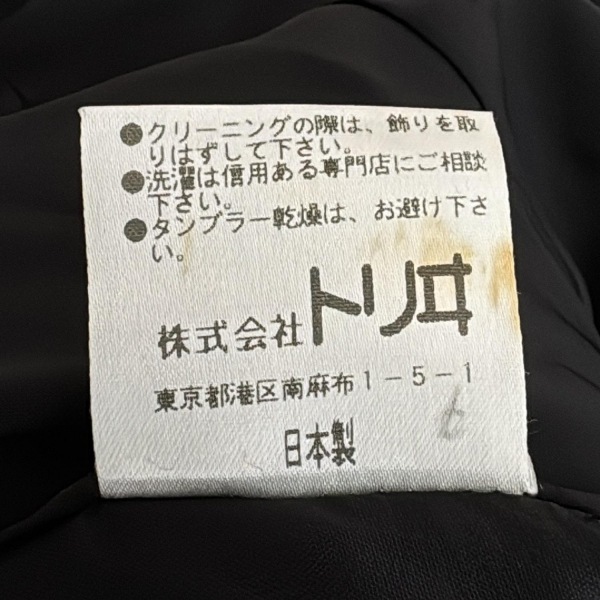 ●クリーニングの際は、飾りを取
りはずして下さい。
●洗濯は信用ある専門店にご相談
下さい。
●タンブラー乾燥は、お避け下さ
い。
株式会社トリヰ
東京都港区南麻布1-5-1
日本製